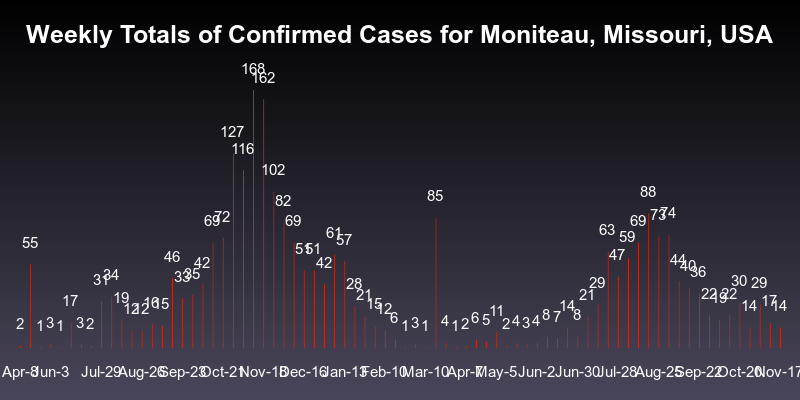 Weekly Totals of Confirmed Cases for Moniteau, Missouri, USA
168
162
127
116
102
85 88
82
69 72 69 69 73 74
55 61 57 63 59
46 42 51 51 42 47 44 40
31 34 33 35 28 29 36 30 29
17 19 12 12 16 15 21 15 12 11 14 21 22 19 22 14 17 14
2 1 3 1 3 2 6 1 3 1 4 1 2 6 5 2 4 3 4 8 7 8
Apr-8 Jun-3 Jul-29 Aug-26 Sep-23 Oct-21 Nov-18 Dec-16 Jan-13 Feb-10 Mar-10 Apr-7 May-5 Jun-2 Jun-30 Jul-28 Aug-25 Sep-22 Oct-20 Nov-17